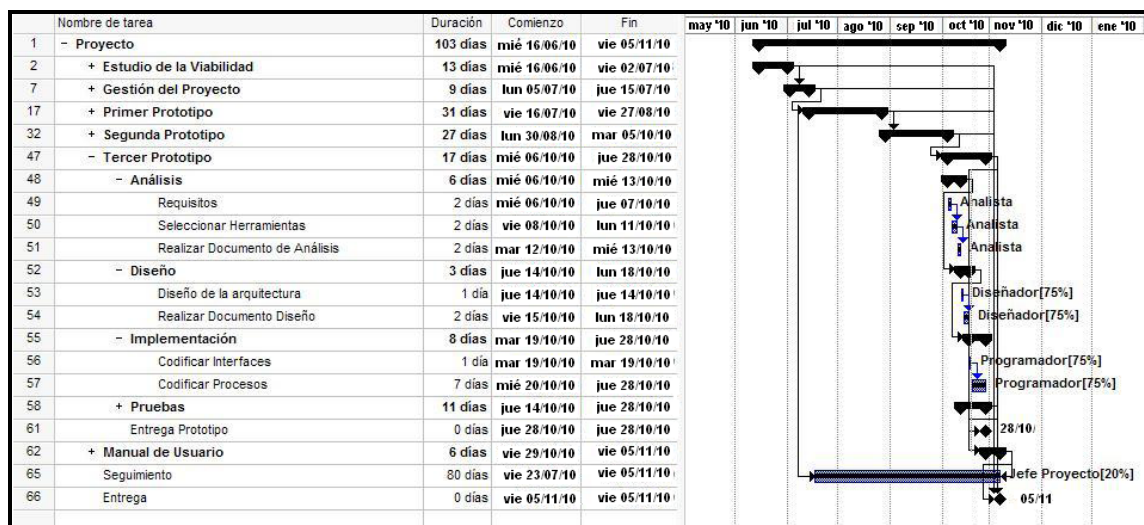 Nombre de tarea Duración Comienzo Fin may '10 jun '10 jul '10 ago '10 sep '10 oct '10 nov '10 dic '10 ene '10
1 − Proyecto 103 días mié 16/06/10 vie 05/11/10
2 + Estudio de la Viabilidad 13 días mié 16/06/10 vie 02/07/10
7 + Gestión del Proyecto 9 días lun 05/07/10 jue 15/07/10
17 + Primer Prototipo 31 días vie 16/07/10 vie 27/08/10
32 + Segunda Prototipo 27 días lun 30/08/10 mar 05/10/10
47 − Tercer Prototipo 17 días mié 06/10/10 jue 28/10/10
48 − Análisis 6 días mié 06/10/10 mié 13/10/10
49 Requisitos 2 días mié 06/10/10 jue 07/10/10 Analista
50 Seleccionar Herramientas 2 días vie 08/10/10 lun 11/10/10 Analista
51 Realizar Documento de Análisis 2 días mar 12/10/10 mié 13/10/10 Analista
52 − Diseño 3 días jue 14/10/10 lun 18/10/10
53 Diseño de la arquitectura 1 día jue 14/10/10 jue 14/10/10 Diseñador[75%]
54 Realizar Documento Diseño 2 días vie 15/10/10 lun 18/10/10 Diseñador[75%]
55 − Implementación 8 días mar 19/10/10 jue 28/10/10
56 Codificar Interfaces 1 día mar 19/10/10 mar 19/10/10 Programador[75%]
57 Codificar Procesos 7 días mié 20/10/10 jue 28/10/10 Programador[75%]
58 + Pruebas 11 días jue 14/10/10 jue 28/10/10
61 Entrega Prototipo 0 días jue 28/10/10 jue 28/10/10 28/10/
62 + Manual de Usuario 6 días vie 29/10/10 vie 05/11/10
65 Seguimiento 80 días vie 23/07/10 vie 05/11/10 Jefe Proyecto[20%]
66 Entrega 0 días vie 05/11/10 vie 05/11/10 05/11